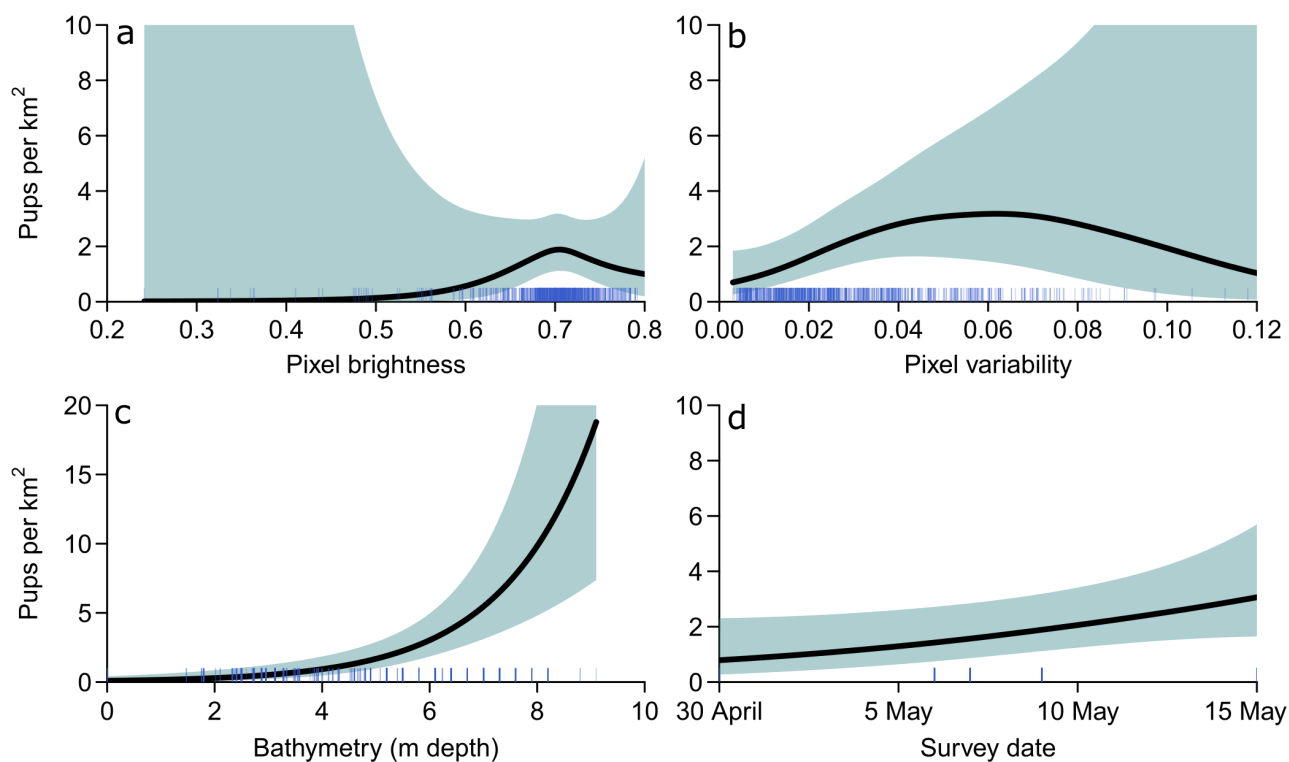 a
10
8
6
4
2
0
Pups per km²
0.2 0.3 0.4 0.5 0.6 0.7 0.8
Pixel brightness
b
10
8
6
4
2
0
0.00 0.02 0.04 0.06 0.08 0.10 0.12
Pixel variability
c
20
15
10
5
0
Pups per km²
0 2 4 6 8 10
Bathymetry (m depth)
d
10
8
6
4
2
0
30 April 5 May 10 May 15 May
Survey date